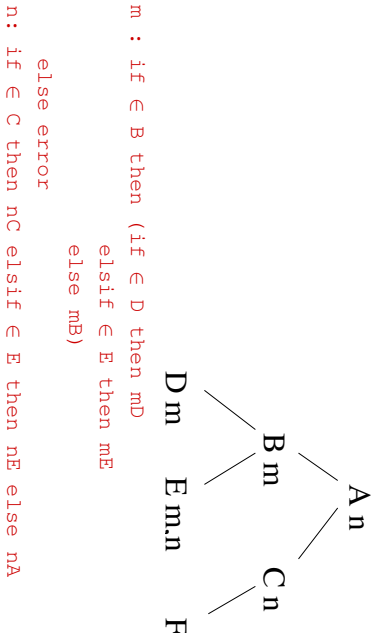 A n
B m C n
D m E m,n F
m : if ∈ B then (if ∈ D then mD
elsif ∈ E then mE
else mB)
else error
n: if ∈ C then nC elsif ∈ E then nE else nA